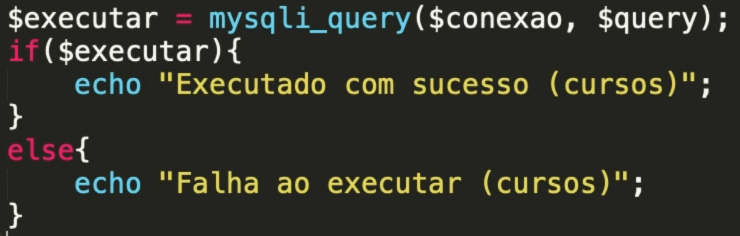 $executar = mysqli_query($conexao, $query);
if($executar){
    echo "Executado com sucesso (cursos)";
}
else{
    echo "Falha ao executar (cursos)";
}